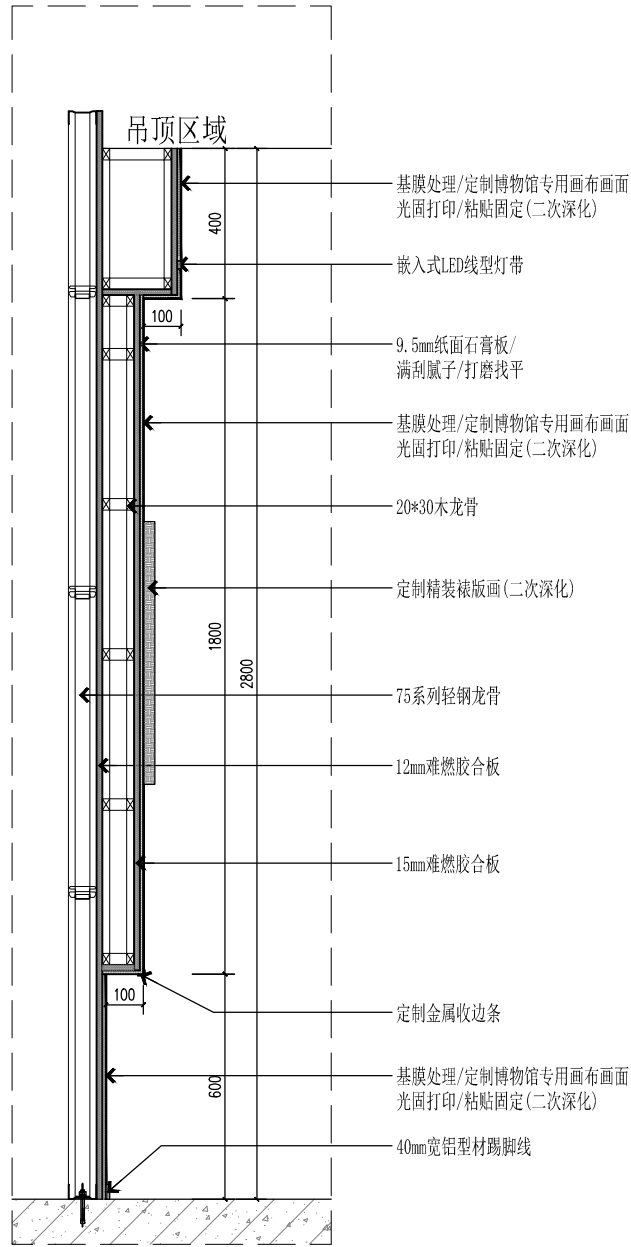 吊顶区域
基膜处理/定制博物馆专用画布画面
光固打印/粘贴固定(二次深化)
400
嵌入式LED线型灯带
100
9.5mm纸面石膏板/
满刮腻子/打磨找平
基膜处理/定制博物馆专用画布画面
光固打印/粘贴固定(二次深化)
20*30木龙骨
定制精装裱版画(二次深化)
1800
2800
75系列轻钢龙骨
12mm难燃胶合板
15mm难燃胶合板
100
定制金属收边条
600
基膜处理/定制博物馆专用画布画面
光固打印/粘贴固定(二次深化)
40mm宽铝型材踢脚线